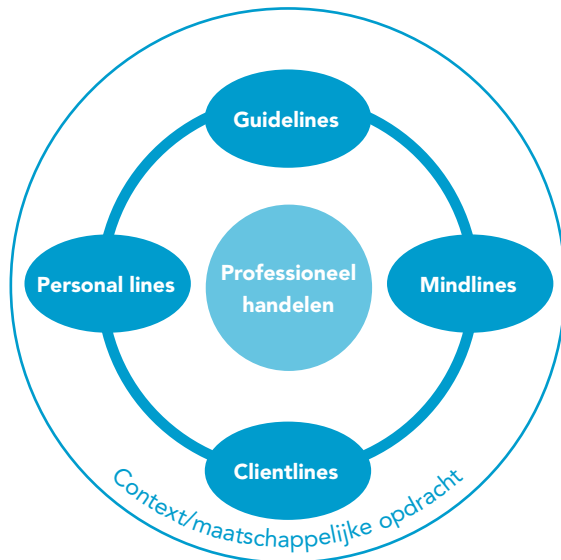 Guidelines
Personal lines
Professioneel
handelen
Mindlines
Clientlines
Context/maatschappelijke opdracht